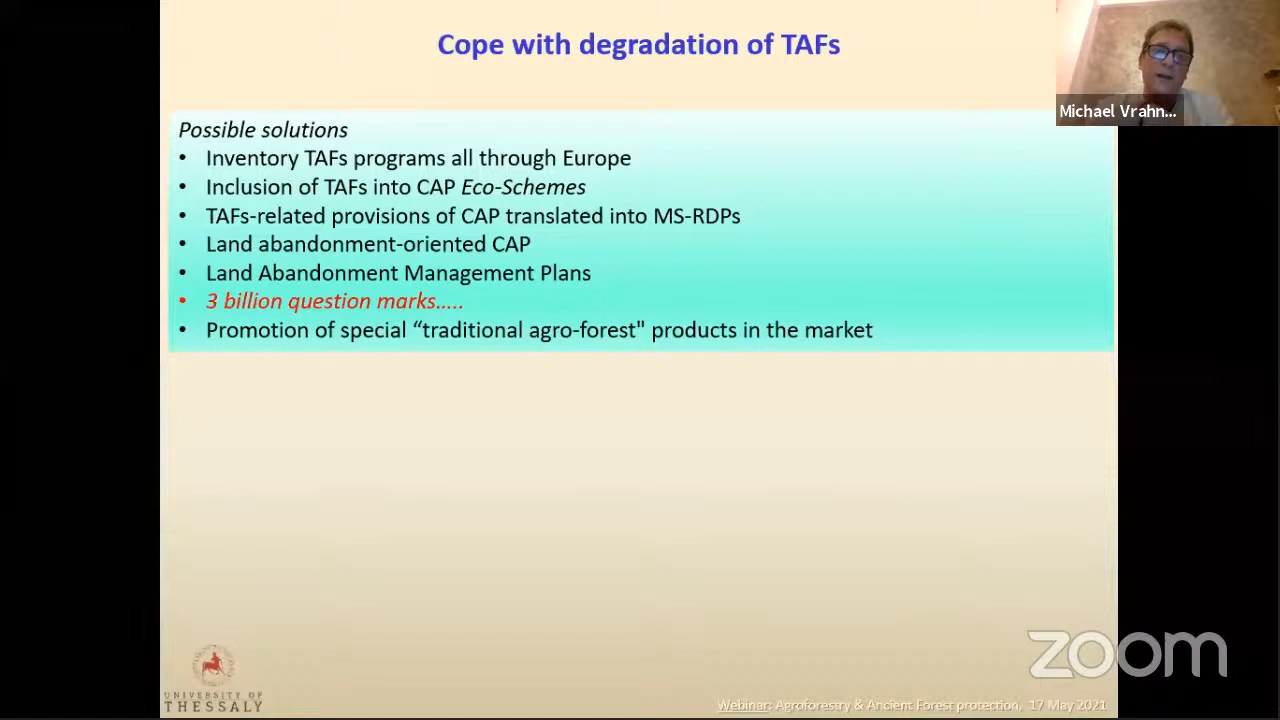 Cope with degradation of TAFs
Michael Vrahn...
Possible solutions
• Inventory TAFs programs all through Europe
• Inclusion of TAFs into CAP Eco-Schemes
• TAFs-related provisions of CAP translated into MS-RDPs
• Land abandonment-oriented CAP
• Land Abandonment Management Plans
• 3 billion question marks.....
• Promotion of special “traditional agro-forest" products in the market
zoom
UNIVERSITY OF
THESSALY
Webinar: Agroforestry & Ancient Forest protection, 17 May 2021